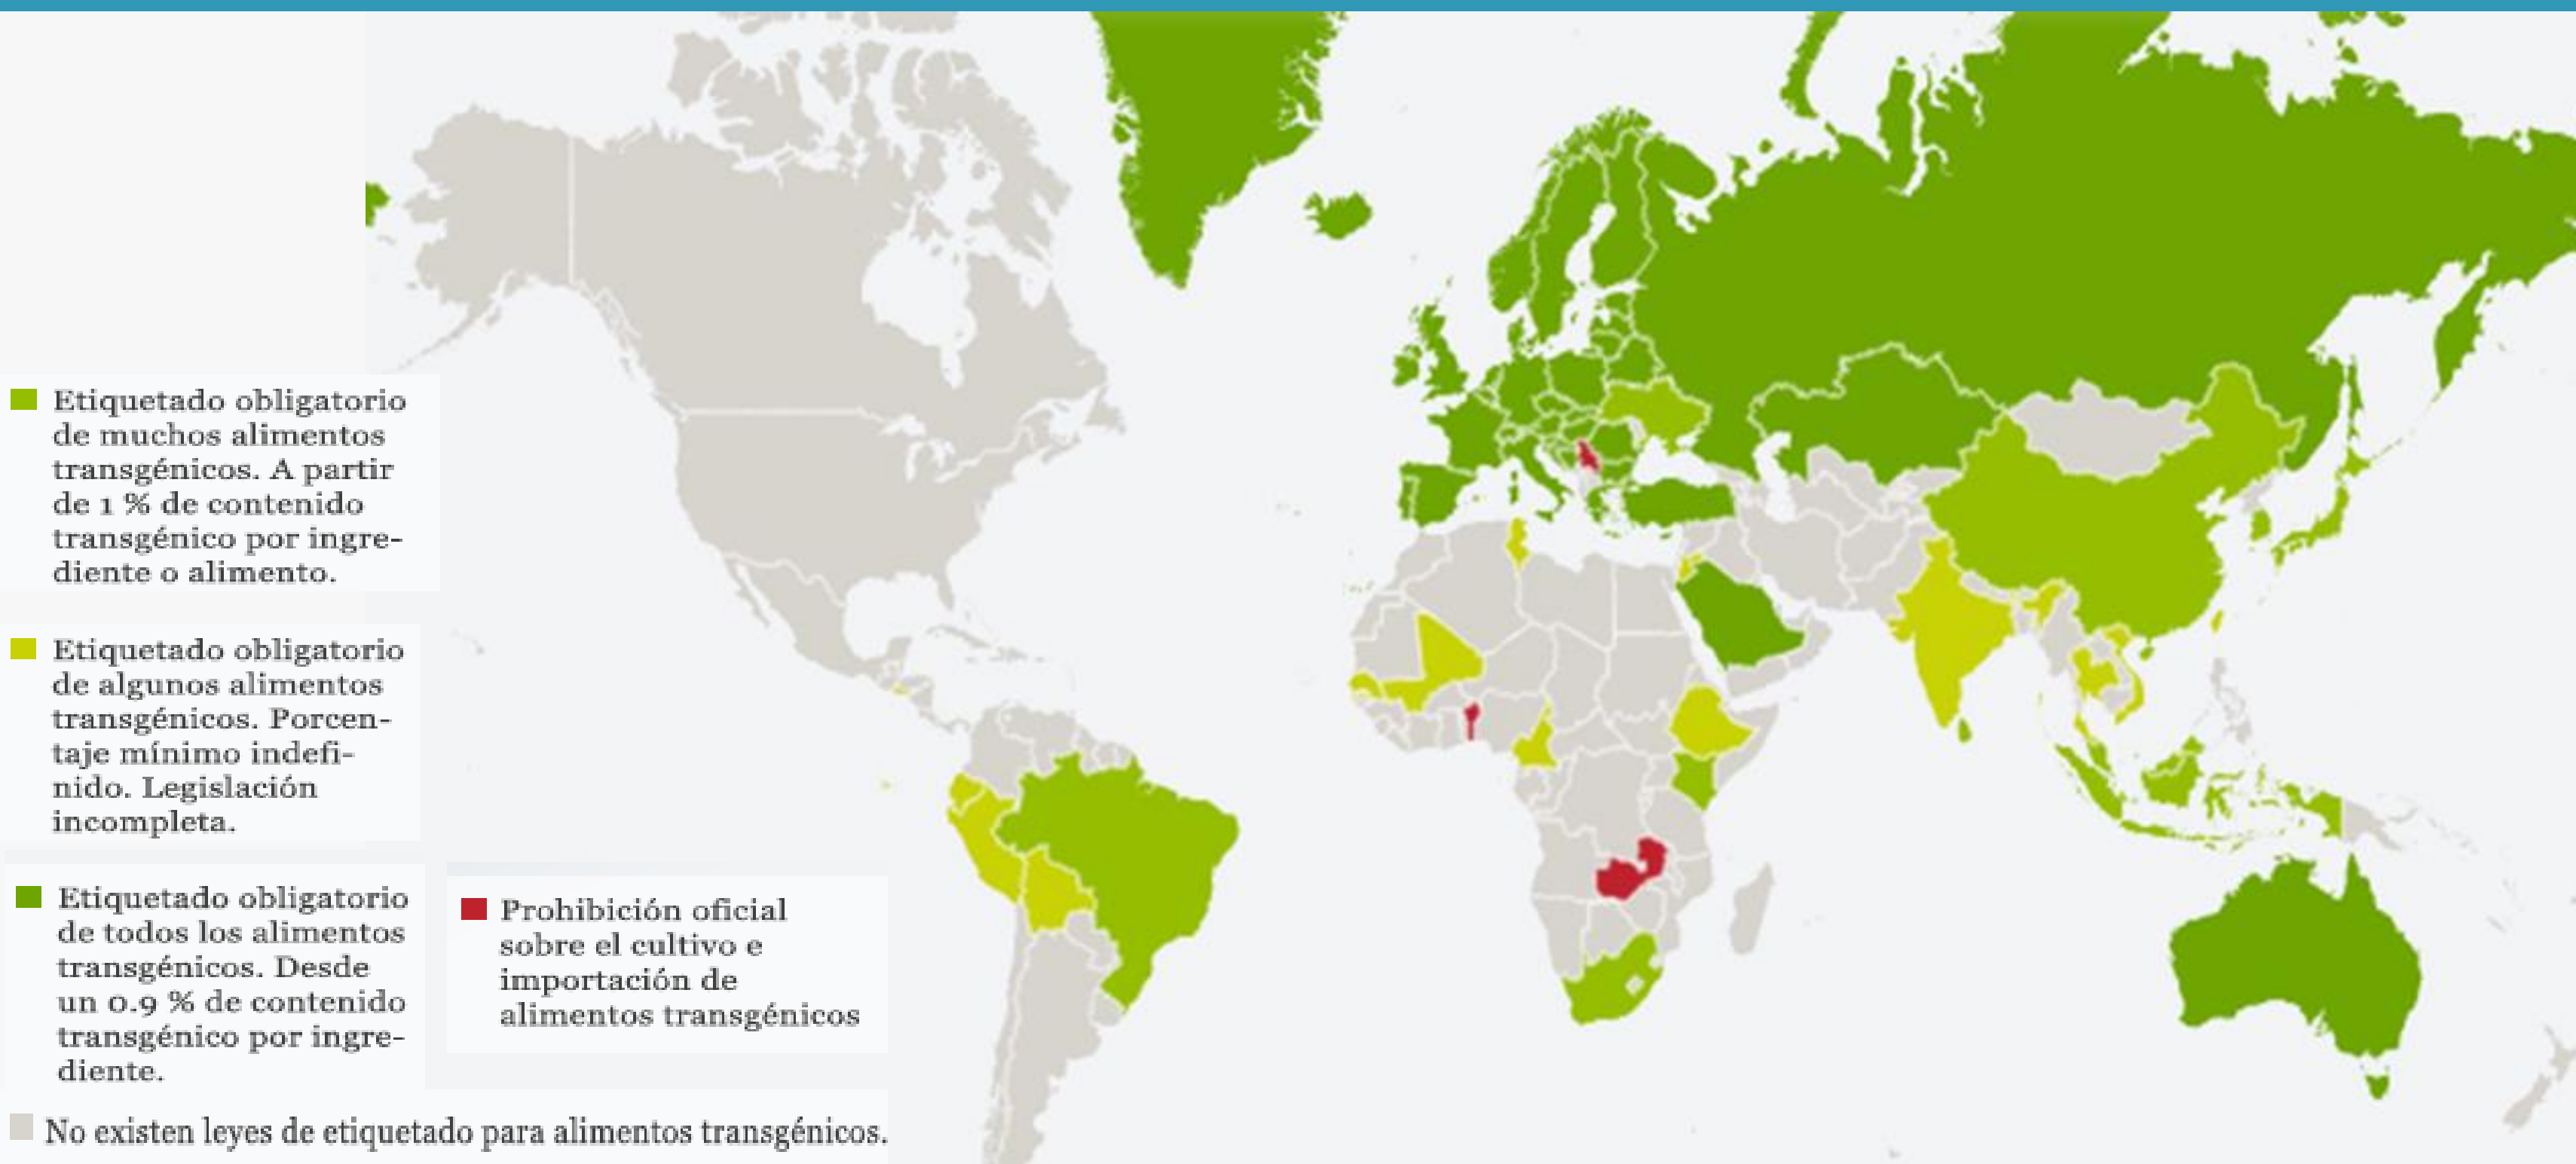 Etiquetado obligatorio
de muchos alimentos
transgénicos. A partir
de 1 % de contenido
transgénico por ingre-
diente o alimento.
Etiquetado obligatorio
de algunos alimentos
transgénicos. Porcen-
taje mínimo indefi-
nido. Legislación
incompleta.
Etiquetado obligatorio
de todos los alimentos
transgénicos. Desde
un 0.9 % de contenido
transgénico por ingre-
diente.
Prohibición oficial
sobre el cultivo e
importación de
alimentos transgénicos
No existen leyes de etiquetado para alimentos transgénicos.